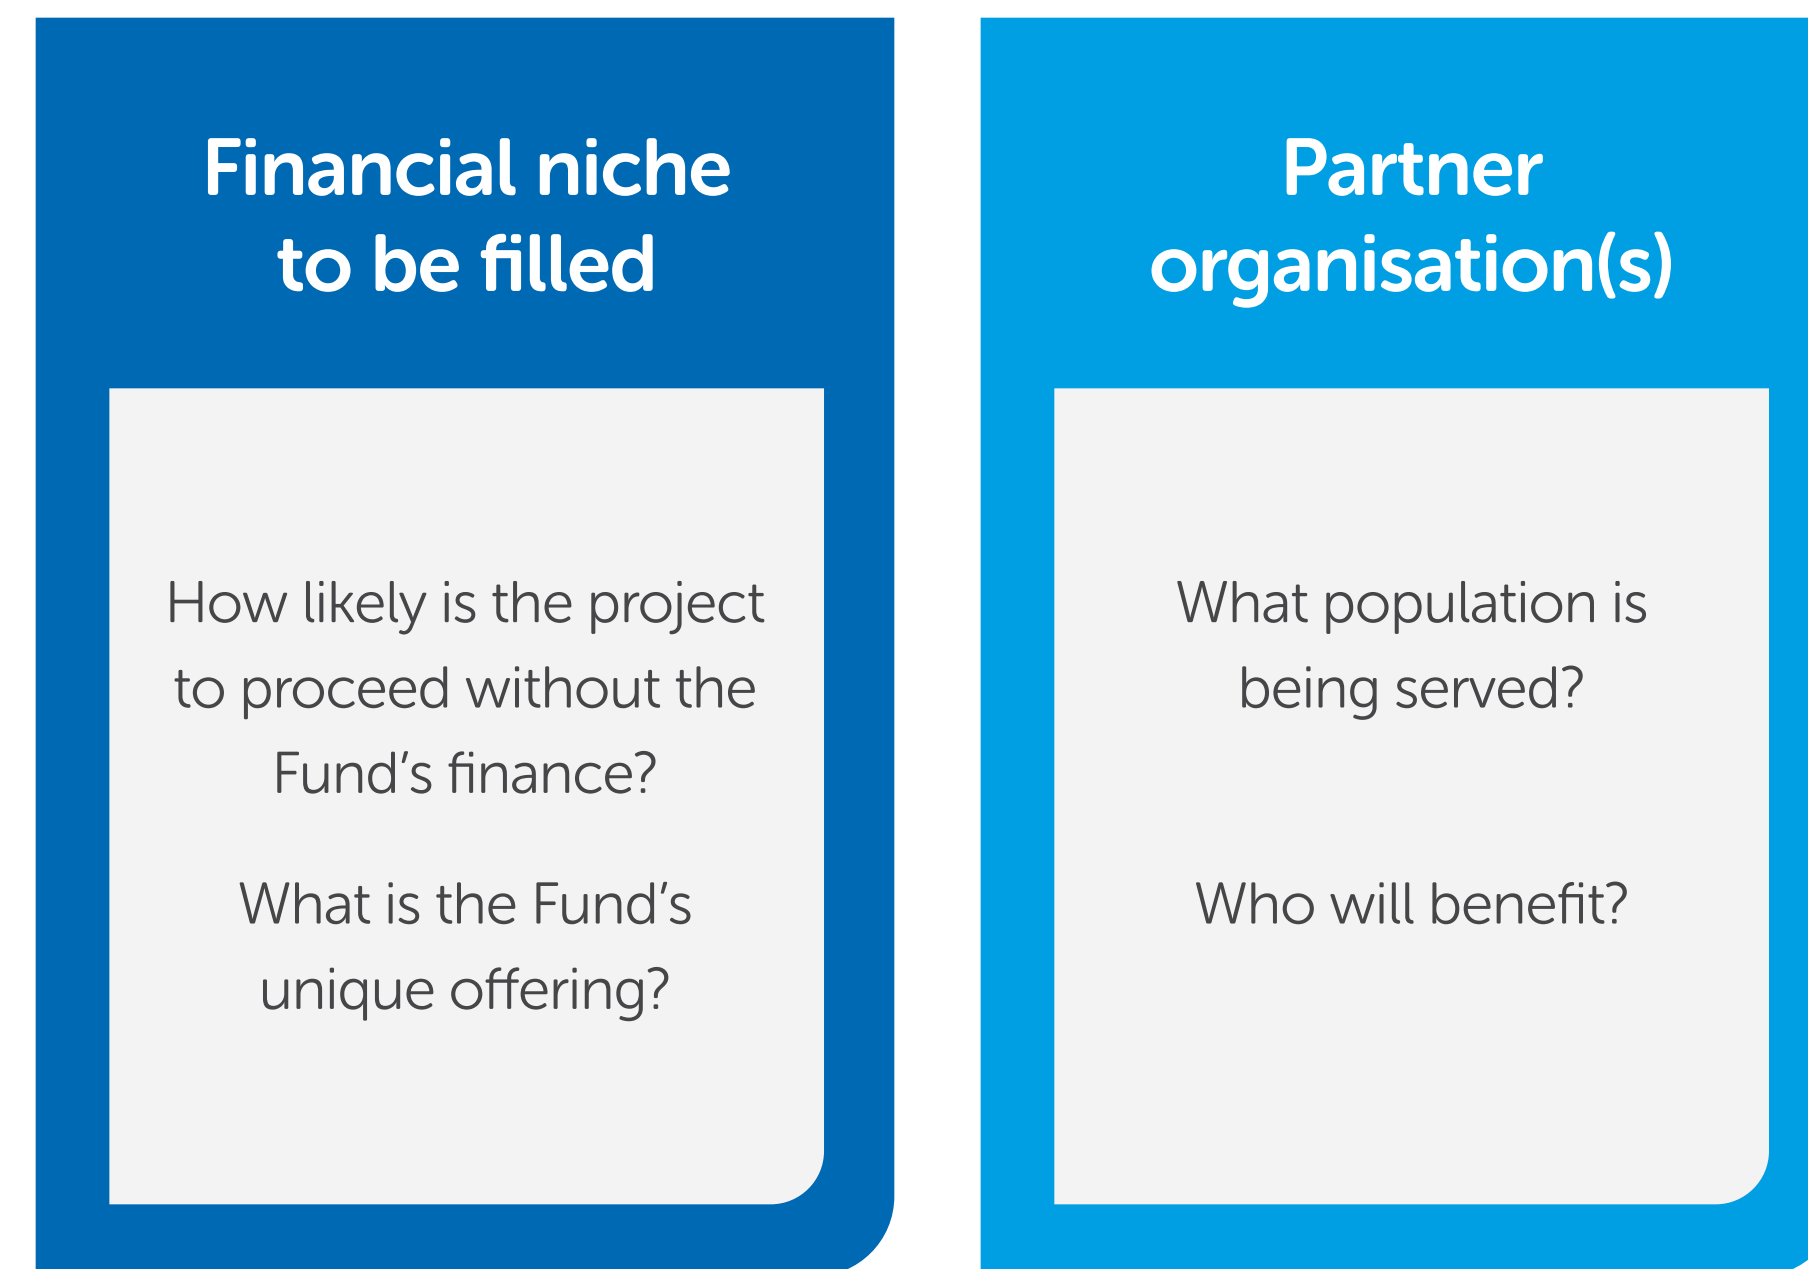 Financial niche
to be filled
How likely is the project
to proceed without the
Fund’s finance?
What is the Fund’s
unique offering?
Partner
organisation(s)
What population is
being served?
Who will benefit?